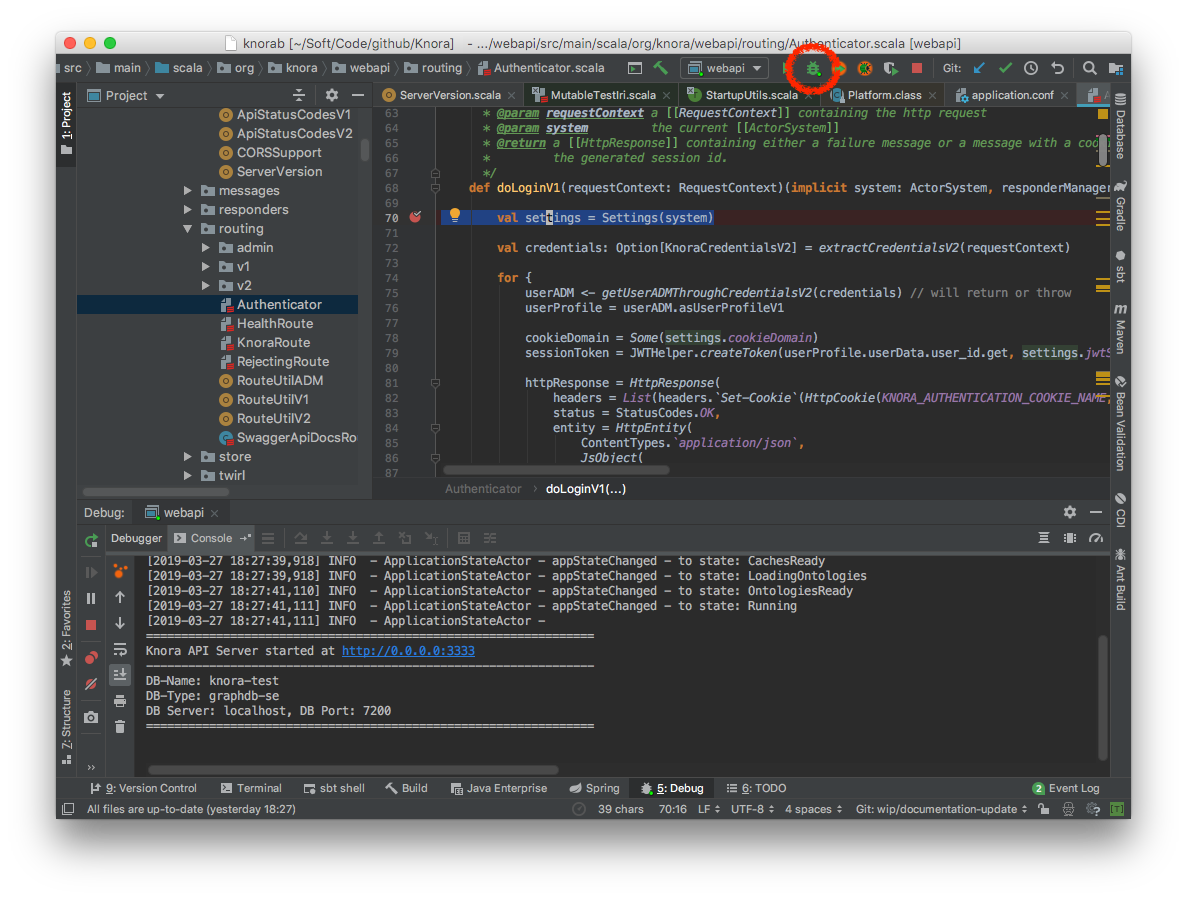 knorab [~/Soft/Code/github/Knora] - .../webapi/src/main/scala/org/knora/webapi/routing/Authenticator.scala [webapi]
src main scala org knora webapi routing Authenticator.scala webapi Git:
1: Project
Project
ServerVersion.scala MutableTestIri.scala StartupUtils.scala Platform.class application.conf
ApiStatusCodesV1
ApiStatusCodesV2
CORSSupport
ServerVersion
messages
responders
routing
admin
v1
v2
Authenticator
HealthRoute
KnoraRoute
RejectingRoute
RouteUtilADM
RouteUtilV1
RouteUtilV2
SwaggerApiDocsRo
store
twirl
63 * @param requestContext a [[RequestContext]] containing the http request
64 * @param system the current [[ActorSystem]]
65 * @return a [[HttpResponse]] containing either a failure message or a message with a coo
66 * the generated session id.
67 */
68 def doLoginV1(requestContext: RequestContext)(implicit system: ActorSystem, responderManager
69
70 val settings = Settings(system)
71
72 val credentials: Option[KnoraCredentialsV2] = extractCredentialsV2(requestContext)
73
74 for {
75 userADM <- getUserADMThroughCredentialsV2(credentials) // will return or throw
76 userProfile = userADM.asUserProfileV1
77
78 cookieDomain = Some(settings.cookieDomain)
79 sessionToken = JWTHelper.createToken(userProfile.userData.user_id.get, settings.jwtS
80
81 httpResponse = HttpResponse(
82 headers = List(headers.`Set-Cookie`(HttpCookie(KNORA_AUTHENTICATION_COOKIE_NAME,
83 status = StatusCodes.OK,
84 entity = HttpEntity(
85 ContentTypes.`application/json`,
86 JsObject(
87
Authenticator doLoginV1(...)
Database
Gradle
sbt
Maven
Bean Validation
CDI
Ant Build
Debug: webapi
Debugger Console
[2019-03-27 18:27:39,918] INFO - ApplicationStateActor - appStateChanged - to state: CachesReady
[2019-03-27 18:27:39,918] INFO - ApplicationStateActor - appStateChanged - to state: LoadingOntologies
[2019-03-27 18:27:41,110] INFO - ApplicationStateActor - appStateChanged - to state: OntologiesReady
[2019-03-27 18:27:41,111] INFO - ApplicationStateActor - appStateChanged - to state: Running
[2019-03-27 18:27:41,111] INFO - ApplicationStateActor -
================================================================
Knora API Server started at http://0.0.0.0:3333
----------------------------------------------------------------
DB-Name: knora-test
DB-Type: graphdb-se
DB Server: localhost, DB Port: 7200
================================================================
2: Favorites
Z: Structure
9: Version Control Terminal sbt shell Build Java Enterprise Spring 5: Debug 6: TODO 2 Event Log
All files are up-to-date (yesterday 18:27) 39 chars 70:16 LF UTF-8 4 spaces Git: wip/documentation-update